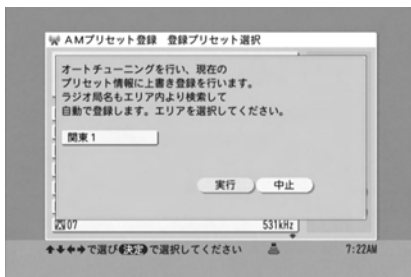 AMプリセット登録 登録プリセット選択
オートチューニングを行い、現在の
プリセット情報に上書き登録を行います。
ラジオ局名もエリア内より検索して
自動で登録します。エリアを選択してください。
関東1
実行 中止
07 531kHz
で選び決定で選択してください 7:22AM